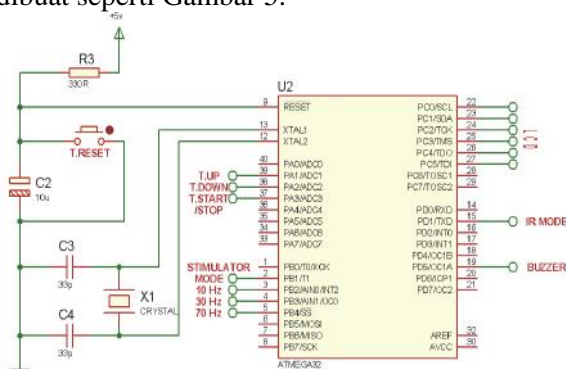 dibuat seperti Gambar 3.
+5v
R3
330R
U2
9 RESET
13 XTAL1
12 XTAL2
T.RESET
C2
10u
40 PA0/ADC0
T.UP 39 PA1/ADC1
T.DOWN 38 PA2/ADC2
T.START 37 PA3/ADC3
/STOP 36 PA4/ADC4
35 PA5/ADC5
34 PA6/ADC6
33 PA7/ADC7
C3
33p
X1
CRYSTAL
C4
33p
STIMULATOR 1 PB0/T0/XCK
MODE 2 PB1/T1
10 Hz 3 PB2/AIN0/INT2
30 Hz 4 PB3/AIN1/OC0
70 Hz 5 PB4/SS
6 PB5/MOSI
7 PB6/MISO
8 PB7/SCK
PC0/SCL 22
PC1/SDA 23
PC2/TCK 24
PC3/TMS 25
PC4/TDO 26
PC5/TDI 27
PC6/TOSC1 28
PC7/TOSC2 29
LCD
PD0/RXD 14
PD1/TXD 15 IR MODE
PD2/INT0 16
PD3/INT1 17
PD4/OC1B 18
PD5/OC1A 19 BUZZER
PD6/ICP1 20
PD7/OC2 21
AREF 32
AVCC 30
ATMEGA32